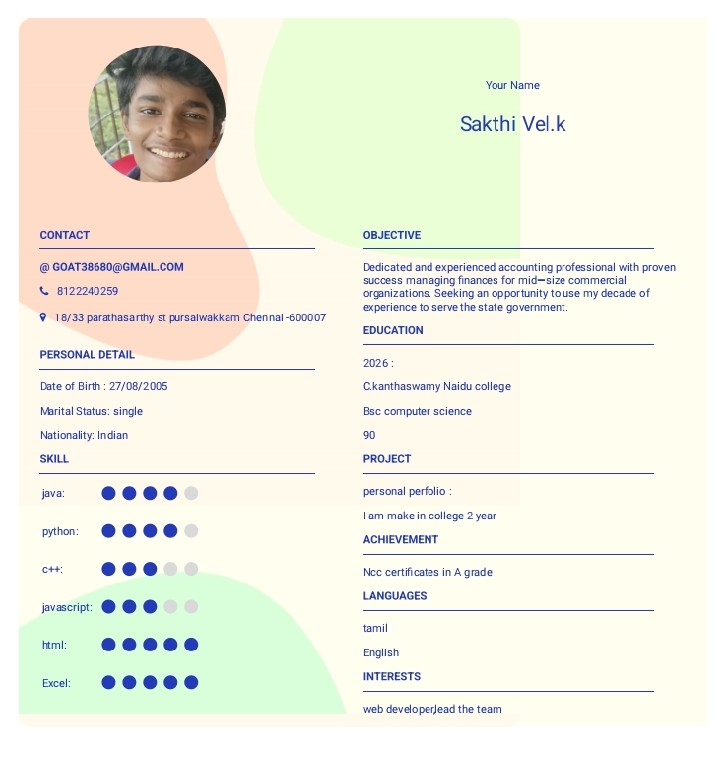 Your Name
Sakthi Vel.k
CONTACT
@ GOAT38680@GMAIL.COM
8122240259
18/33 parathasarthy st pursaiwakkam Chennai -600007
PERSONAL DETAIL
Date of Birth : 27/08/2005
Marital Status: single
Nationality: Indian
SKILL
java:
python:
c++:
javascript:
html:
Excel:
OBJECTIVE
Dedicated and experienced accounting professional with proven
success managing finances for mid—size commercial
organizations. Seeking an opportunity to use my decade of
experience to serve the state government.
EDUCATION
2026 :
C.kanthaswamy Naidu college
Bsc computer science
90
PROJECT
personal perfolio :
I am make in college 2 year
ACHIEVEMENT
Ncc certificates in A grade
LANGUAGES
tamil
English
INTERESTS
web developer,lead the team